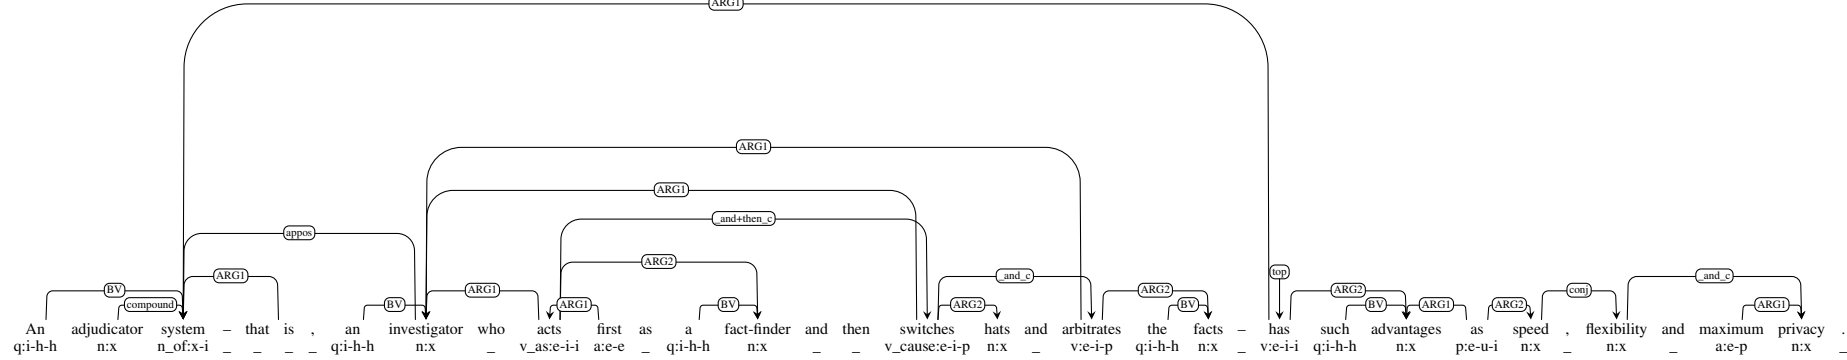 ARG1
ARG1
ARG1
_and+then_c
appos
ARG2
top
ARG1 _and_c _and_c
BV ARG1 ARG2 ARG2 conj
compound BV ARG1 BV ARG2 BV BV ARG1 ARG2 ARG1
An adjudicator system – that is , an investigator who acts first as a fact-finder and then switches hats and arbitrates the facts – has such advantages as speed , flexibility and maximum privacy .
q:i-h-h n:x n_of:x-i _ _ _ _ q:i-h-h n:x _ v_as:e-i-i a:e-e _ q:i-h-h n:x _ _ v_cause:e-i-p n:x _ v:e-i-p q:i-h-h n:x _ v:e-i-i q:i-h-h n:x p:e-u-i n:x _ n:x _ a:e-p n:x _